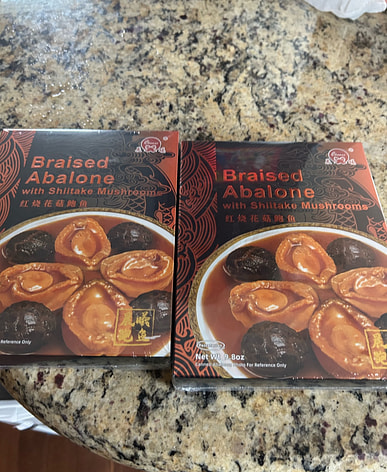 Braised
Abalone
with Shiitake Mushrooms
红烧花菇鲍鱼
Reference Only
Braised
Abalone
with Shiitake Mushrooms
红烧花菇鲍鱼
Net Wt
8oz
For Reference Only